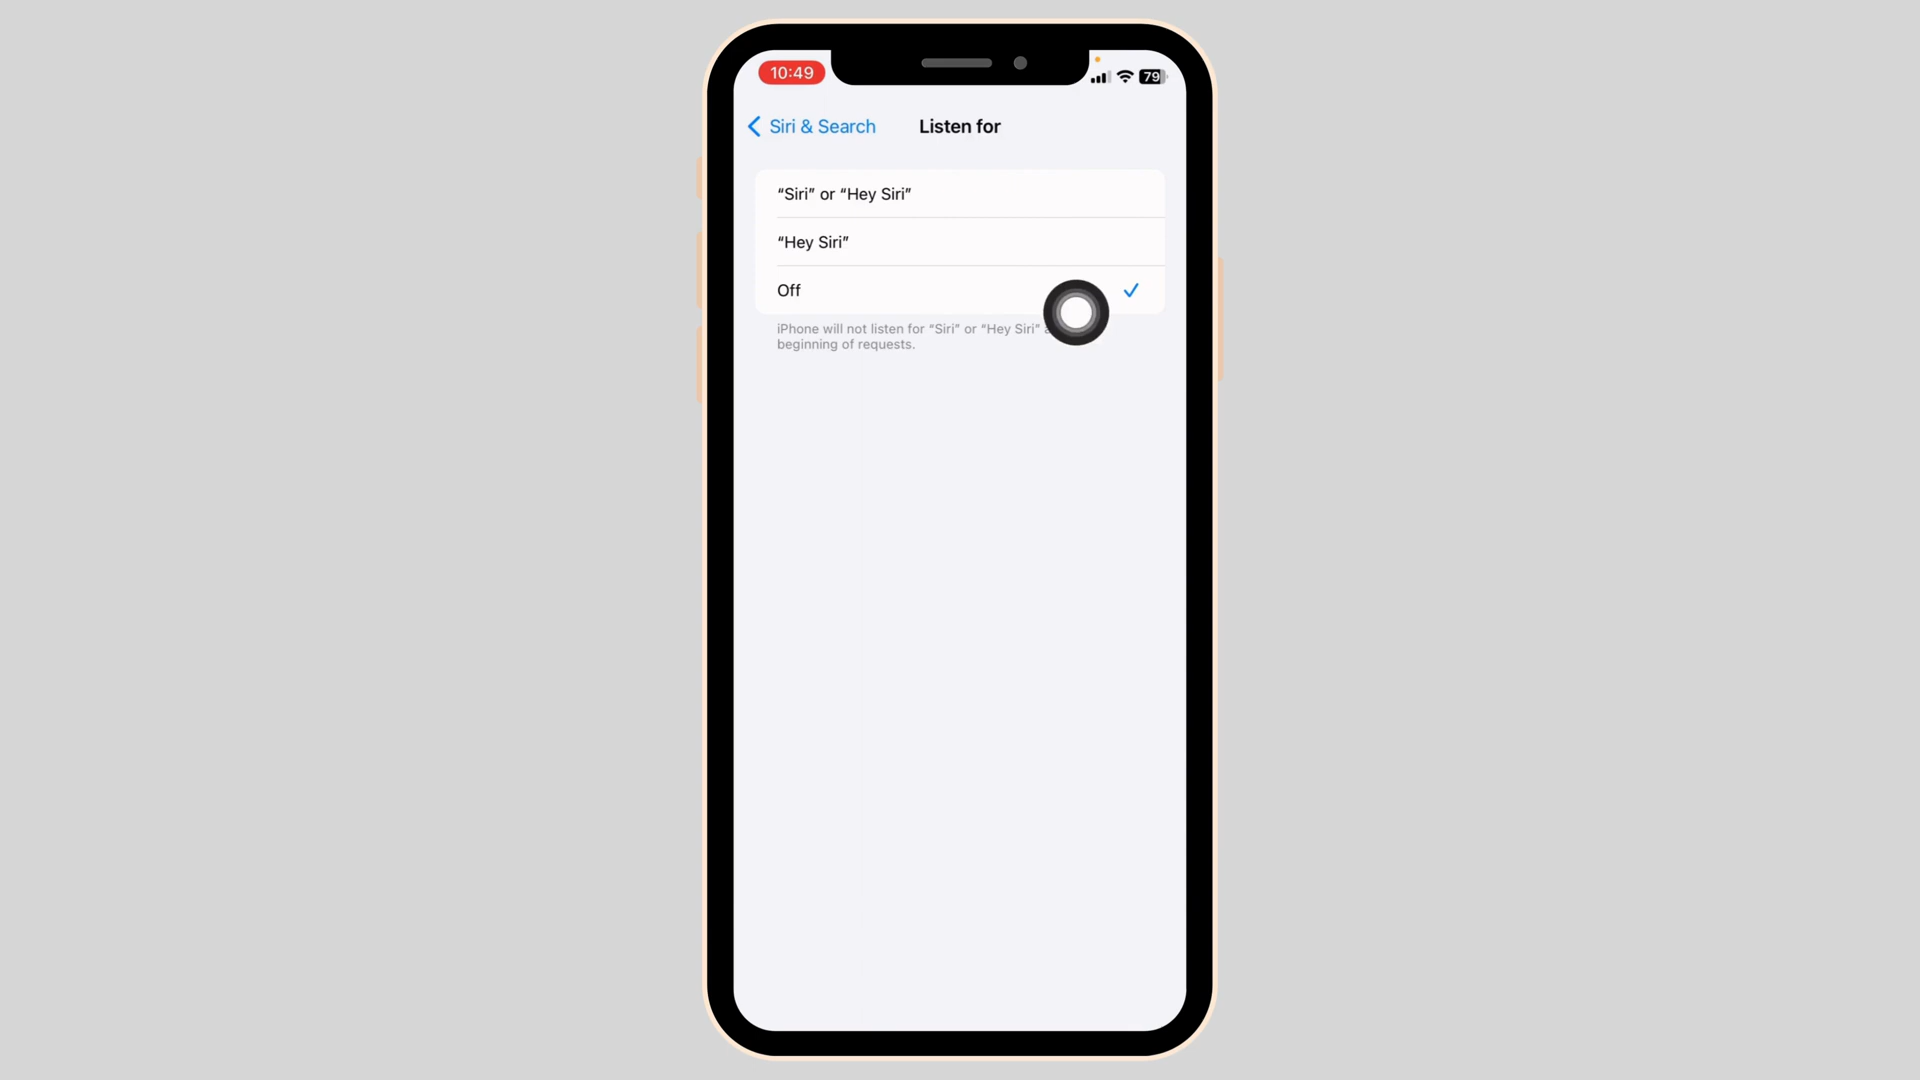 10:49
79
Siri & Search
Listen for
“Siri” or “Hey Siri”
“Hey Siri”
Off
iPhone will not listen for “Siri” or “Hey Siri”
beginning of requests.